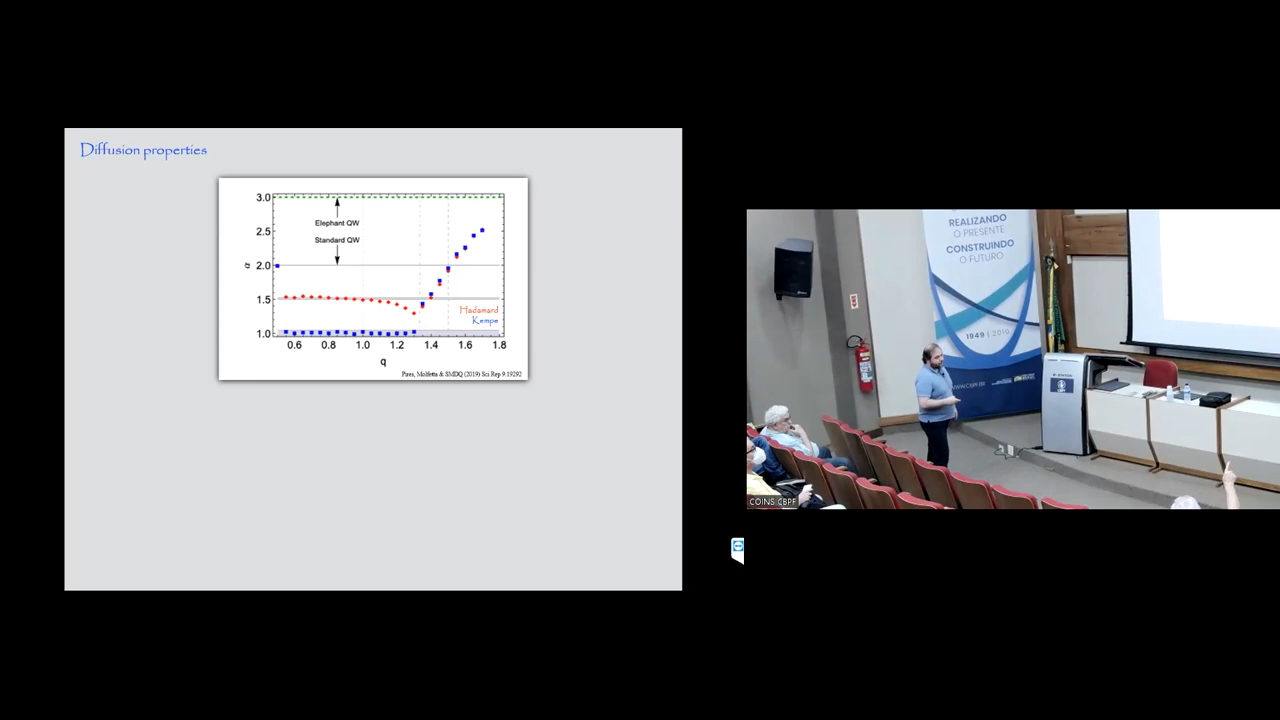 Diffusion properties
3.0
Elephant QW
2.5
Standard QW
α
2.0
1.5
Hadamard
Kempe
1.0
0.6 0.8 1.0 1.2 1.4 1.6 1.8
q
Pires, Molfetta & SMDQ (2019) Sci Rep 9:19292
REALIZANDO
O PRESENTE
CONSTRUINDO
O FUTURO
COINS CBPF